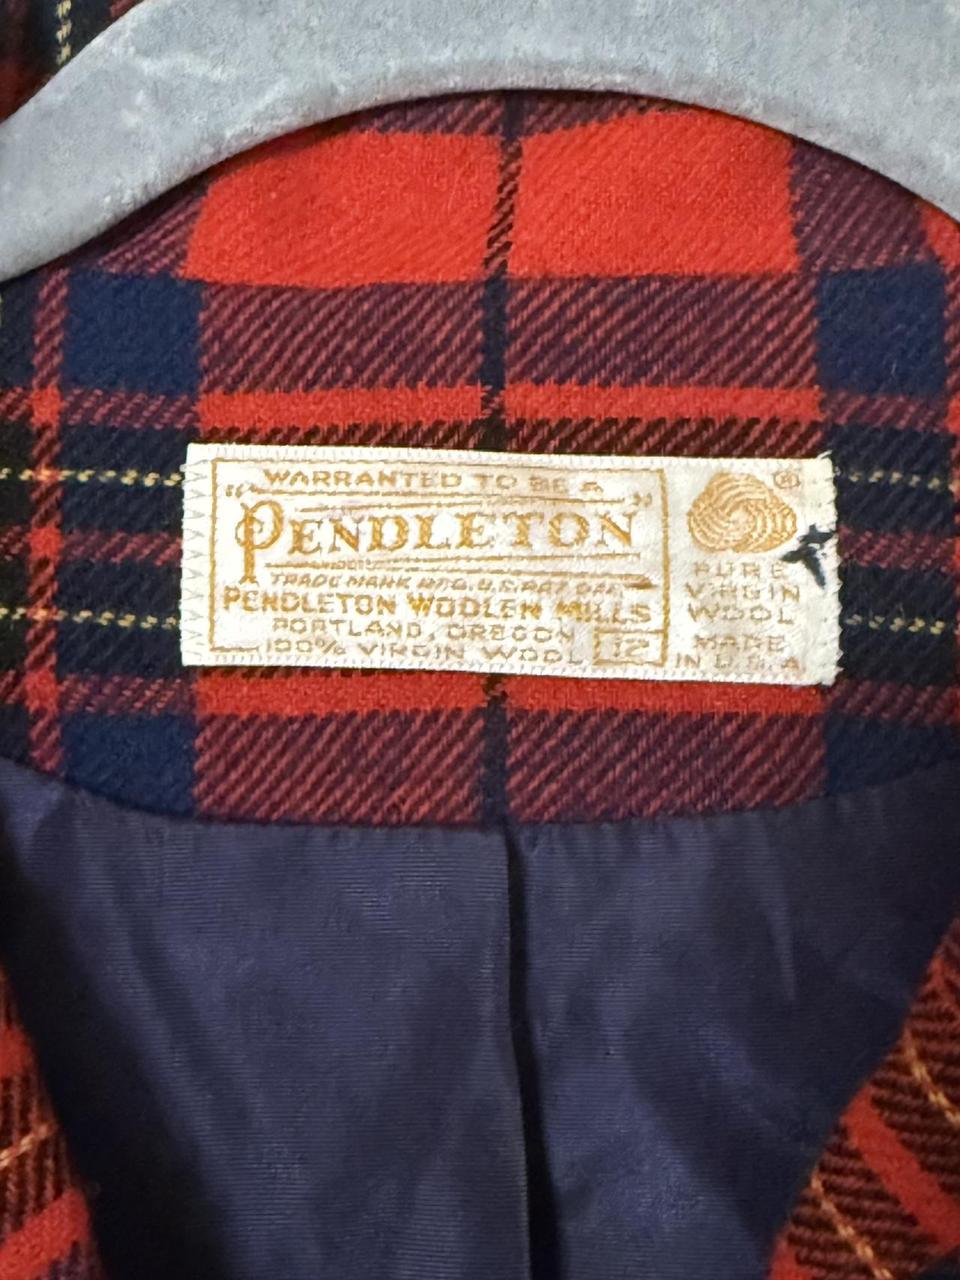 WARRANTED TO BE A
"PENDLETON"
TRADE MARK REG. U.S. PAT. OFF.
PENDLETON WOOLEN MILLS
PORTLAND, OREGON
100% VIRGIN WOOL 12
R
PURE
VIRGIN
WOOL
MADE
IN U.S.A